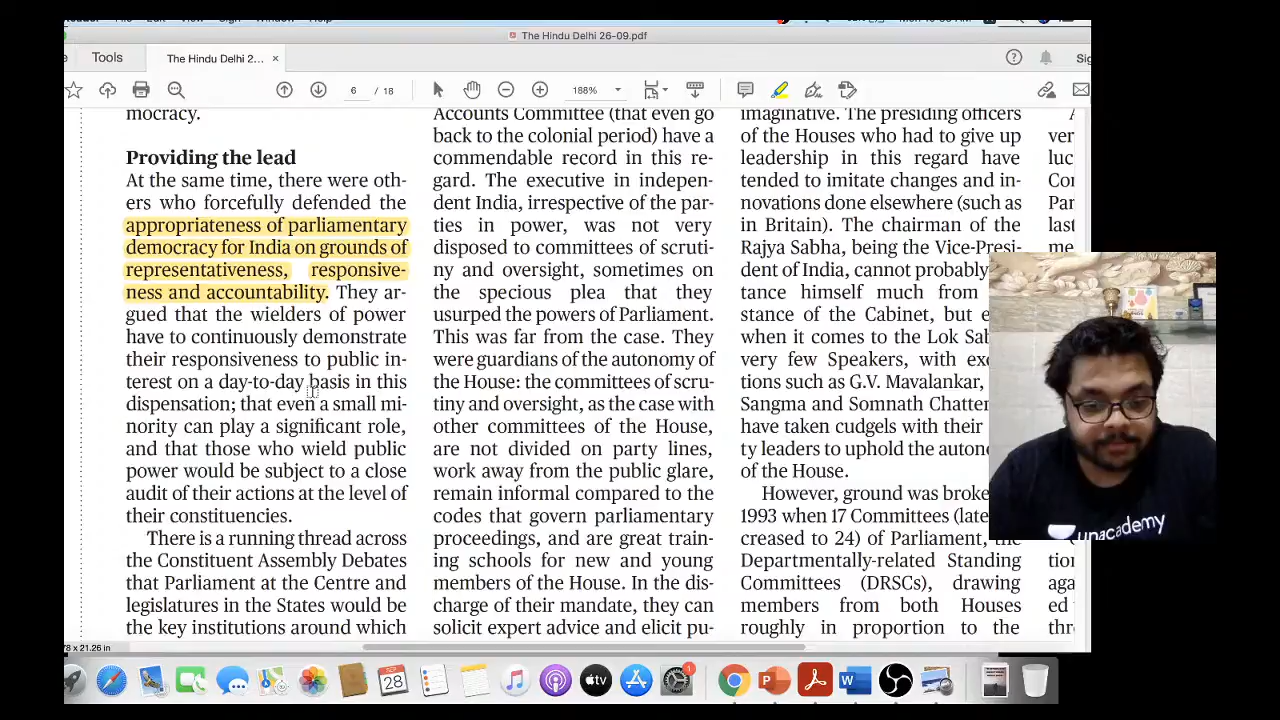 The Hindu Delhi 26-09.pdf
Tools
The Hindu Delhi 2... ×
6 / 18
188%
mocracy.
Providing the lead
At the same time, there were oth-
ers who forcefully defended the
appropriateness of parliamentary
democracy for India on grounds of
representativeness, responsive-
ness and accountability. They ar-
gued that the wielders of power
have to continuously demonstrate
their responsiveness to public in-
terest on a day-to-day basis in this
dispensation; that even a small mi-
nority can play a significant role,
and that those who wield public
power would be subject to a close
audit of their actions at the level of
their constituencies.
There is a running thread across
the Constituent Assembly Debates
that Parliament at the Centre and
legislatures in the States would be
the key institutions around which
Accounts Committee (that even go
back to the colonial period) have a
commendable record in this re-
gard. The executive in indepen-
dent India, irrespective of the par-
ties in power, was not very
disposed to committees of scruti-
ny and oversight, sometimes on
the specious plea that they
usurped the powers of Parliament.
This was far from the case. They
were guardians of the autonomy of
the House: the committees of scru-
tiny and oversight, as the case with
other committees of the House,
are not divided on party lines,
work away from the public glare,
remain informal compared to the
codes that govern parliamentary
proceedings, and are great train-
ing schools for new and young
members of the House. In the dis-
charge of their mandate, they can
solicit expert advice and elicit pu-
imaginative. The presiding officers
of the Houses who had to give up
leadership in this regard have
tended to imitate changes and in-
novations done elsewhere (such as
in Britain). The chairman of the
Rajya Sabha, being the Vice-Presi-
dent of India, cannot probably
tance himself much from
stance of the Cabinet, but e
when it comes to the Lok Sab
very few Speakers, with exc
tions such as G.V. Mavalankar,
Sangma and Somnath Chatter
have taken cudgels with their
ty leaders to uphold the autono
of the House.
However, ground was broke
1993 when 17 Committees (late
creased to 24) of Parliament,
Departmentally-related Standing
Committees (DRSCs), drawing
members from both Houses
roughly in proportion to the
ver
luc
Con
Par
last
me
tion
aga
ed
thr
unacademy
78 x 21.26 in
SEP
28
tv
1